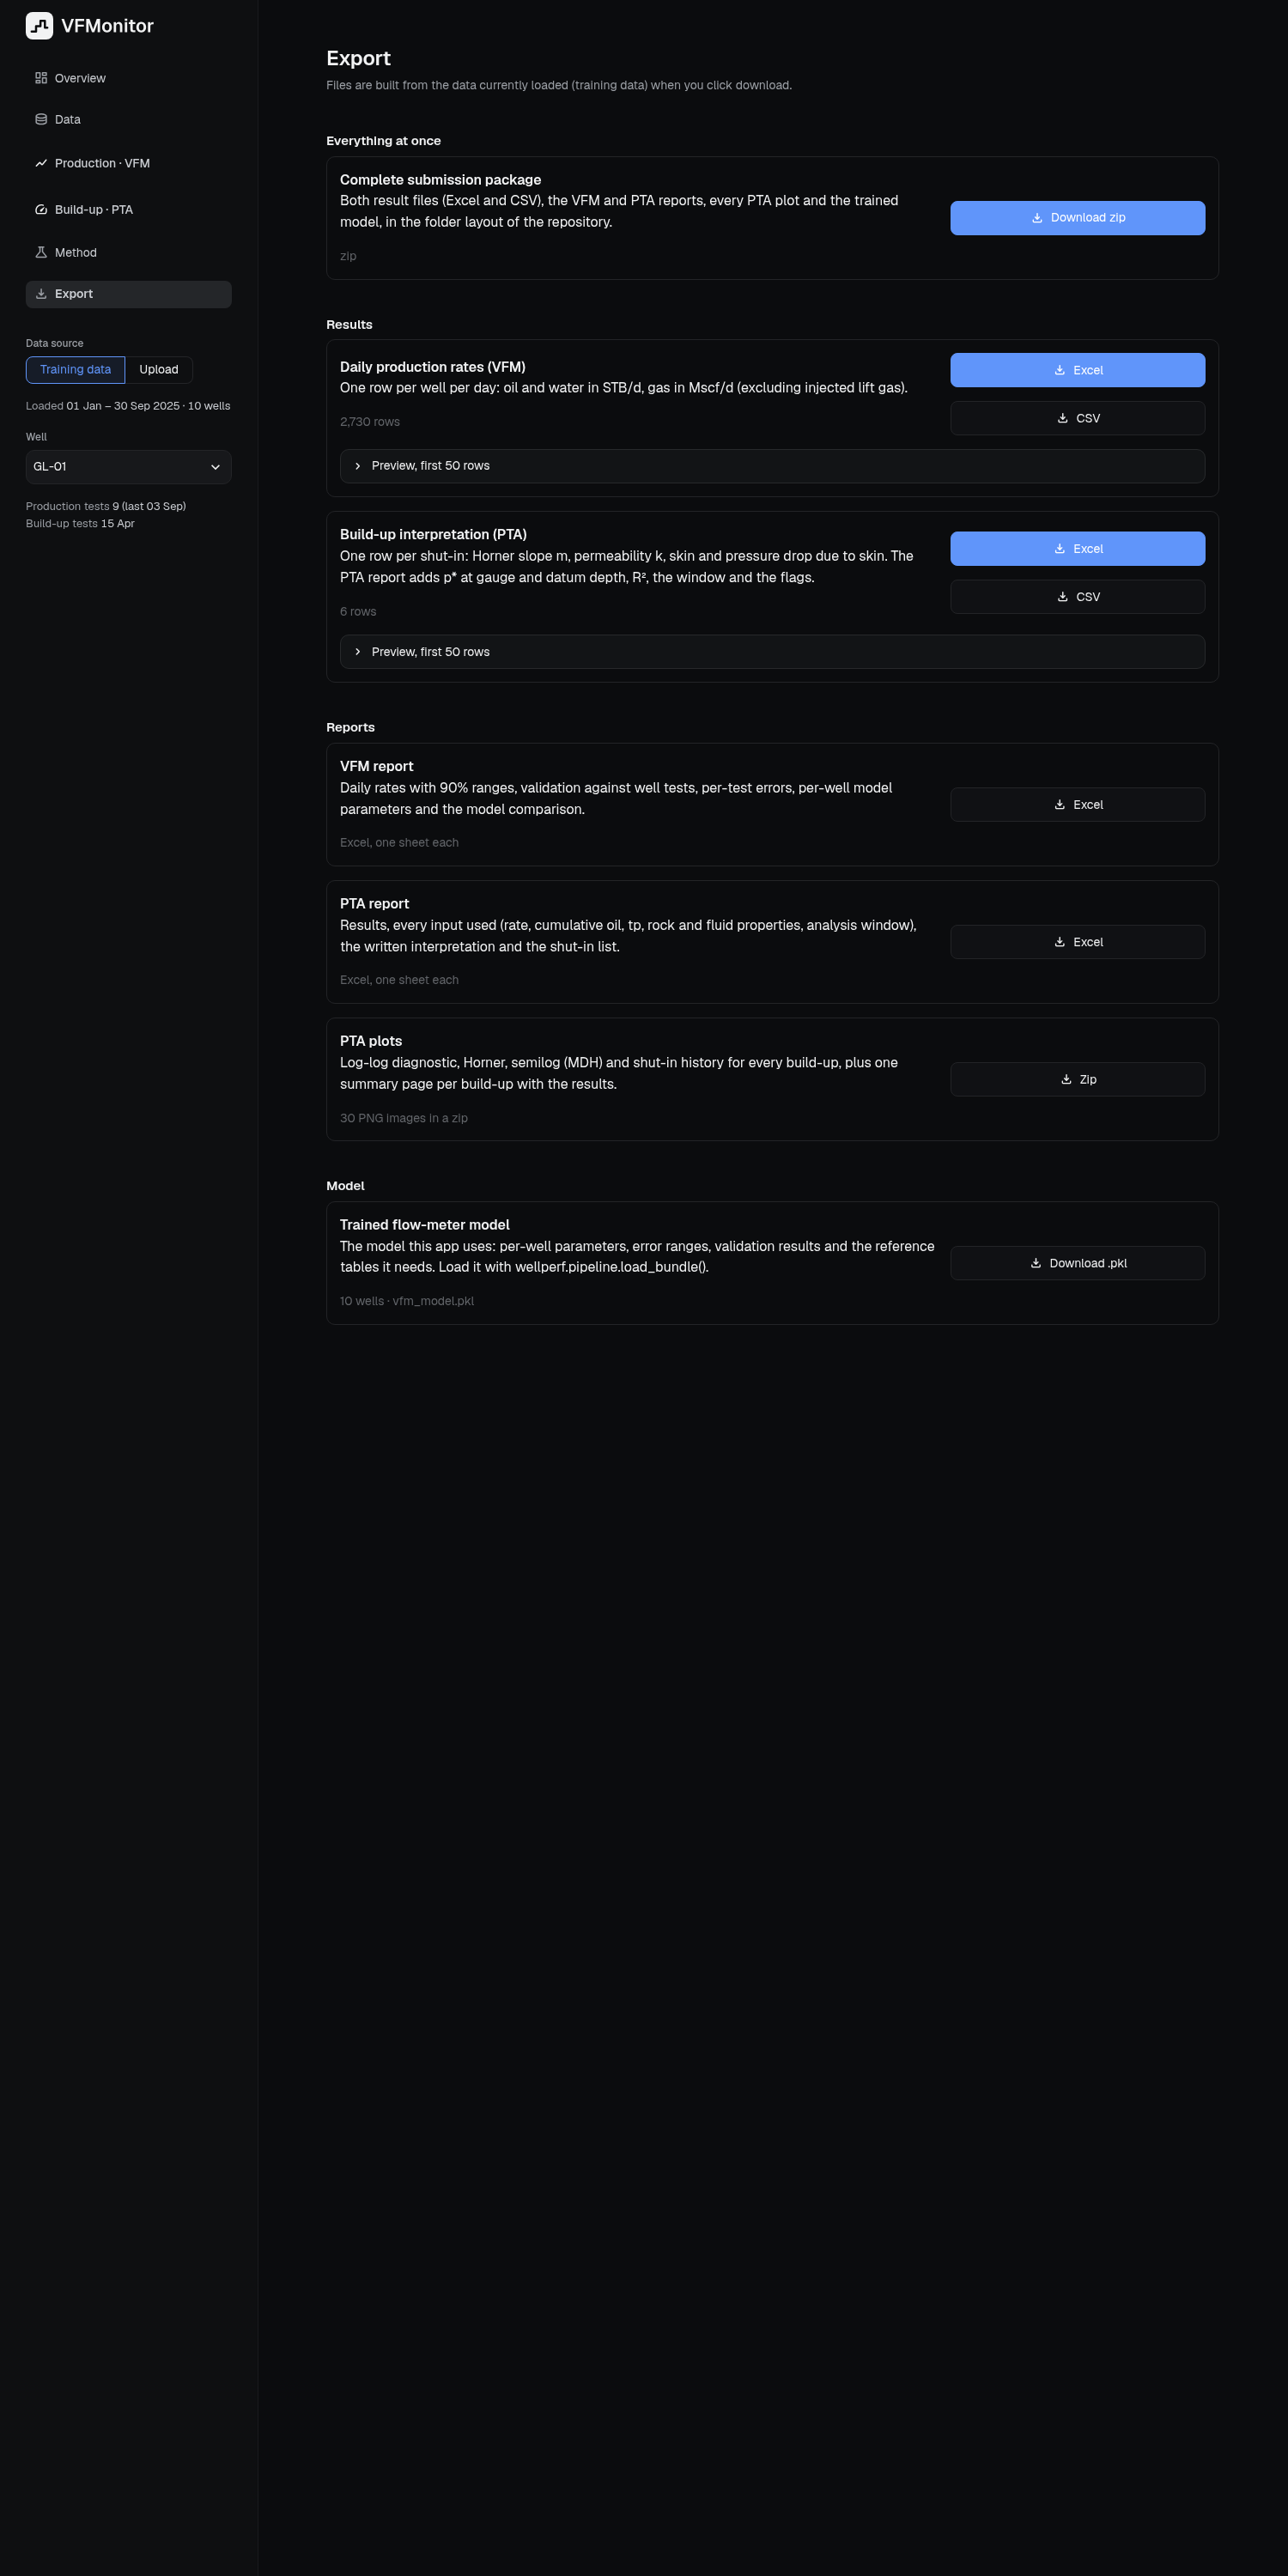 VFMonitor
Overview
Data
Production · VFM
Build-up · PTA
Method
Export
Data source
Training data
Upload
Loaded 01 Jan – 30 Sep 2025 · 10 wells
Well
GL-01
Production tests 9 (last 03 Sep)
Build-up tests 15 Apr
Export
Files are built from the data currently loaded (training data) when you click download.
Everything at once
Complete submission package
Both result files (Excel and CSV), the VFM and PTA reports, every PTA plot and the trained
model, in the folder layout of the repository.
zip
Download zip
Results
Daily production rates (VFM)
One row per well per day: oil and water in STB/d, gas in Mscf/d (excluding injected lift gas).
2,730 rows
Excel
CSV
Preview, first 50 rows
Build-up interpretation (PTA)
One row per shut-in: Horner slope m, permeability k, skin and pressure drop due to skin. The
PTA report adds p* at gauge and datum depth, R², the window and the flags.
6 rows
Excel
CSV
Preview, first 50 rows
Reports
VFM report
Daily rates with 90% ranges, validation against well tests, per-test errors, per-well model
parameters and the model comparison.
Excel, one sheet each
Excel
PTA report
Results, every input used (rate, cumulative oil, tp, rock and fluid properties, analysis window),
the written interpretation and the shut-in list.
Excel, one sheet each
Excel
PTA plots
Log-log diagnostic, Horner, semilog (MDH) and shut-in history for every build-up, plus one
summary page per build-up with the results.
30 PNG images in a zip
Zip
Model
Trained flow-meter model
The model this app uses: per-well parameters, error ranges, validation results and the reference
tables it needs. Load it with wellperf.pipeline.load_bundle().
10 wells · vfm_model.pkl
Download .pkl